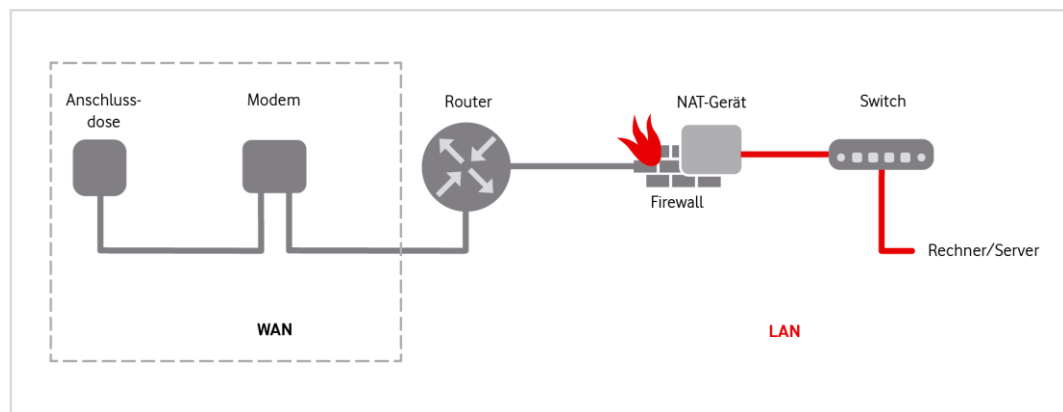 Anschluss-
dose
Modem
Router
NAT-Gerät
Switch
Firewall
Rechner/Server
WAN
LAN